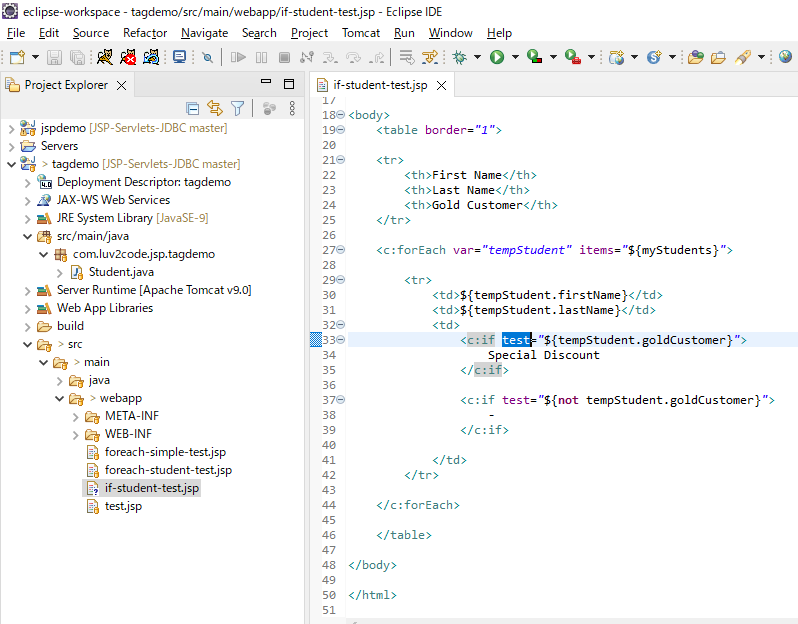 eclipse-workspace - tagdemo/src/main/webapp/if-student-test.jsp - Eclipse IDE
File Edit Source Refactor Navigate Search Project Tomcat Run Window Help
Project Explorer
jspdemo [JSP-Servlets-JDBC master]
Servers
> tagdemo [JSP-Servlets-JDBC master]
Deployment Descriptor: tagdemo
JAX-WS Web Services
JRE System Library [JavaSE-9]
src/main/java
com.luv2code.jsp.tagdemo
Student.java
Server Runtime [Apache Tomcat v9.0]
Web App Libraries
build
> src
> main
java
> webapp
META-INF
WEB-INF
foreach-simple-test.jsp
foreach-student-test.jsp
if-student-test.jsp
test.jsp
if-student-test.jsp
17
18 <body>
19 <table border="1">
20
21 <tr>
22 <th>First Name</th>
23 <th>Last Name</th>
24 <th>Gold Customer</th>
25 </tr>
26
27 <c:forEach var="tempStudent" items="${myStudents}">
28
29 <tr>
30 <td>${tempStudent.firstName}</td>
31 <td>${tempStudent.lastName}</td>
32 <td>
33 <c:if test="${tempStudent.goldCustomer}">
34 Special Discount
35 </c:if>
36
37 <c:if test="${not tempStudent.goldCustomer}">
38 -
39 </c:if>
40
41 </td>
42 </tr>
43
44 </c:forEach>
45
46 </table>
47
48 </body>
49
50 </html>
51